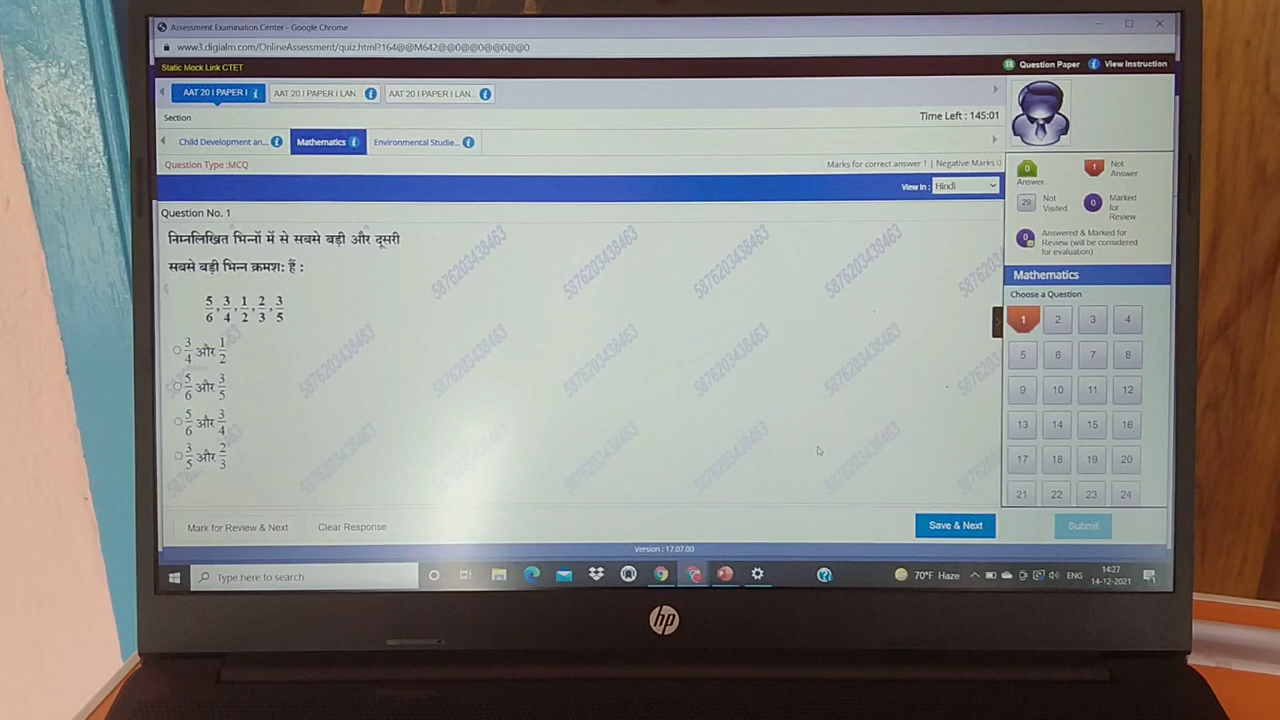 Assessment Examination Center - Google Chrome
www3.digialm.com/OnlineAssessment/quiz.html?164@@M642@@0@@0@@0@@0
Static Mock Link CTET
Question Paper
View Instruction
AAT 20 I PAPER I
AAT 20 I PAPER I LAN...
AAT 20 I PAPER I LAN...
Section
Time Left : 145:01
Child Development an...
Mathematics
Environmental Studie...
Question Type :MCQ
Marks for correct answer 1 | Negative Marks 0
View in : Hindi
Question No. 1
निम्नलिखित भिन्नों में से सबसे बड़ी और दूसरी
सबसे बड़ी भिन्न क्रमश: हैं :
5/6, 3/4, 1/2, 2/3, 3/5
3/4 और 1/2
5/6 और 3/5
5/6 और 3/4
3/5 और 2/3
5876203438463
Mark for Review & Next
Clear Response
Save & Next
Version : 17.07.00
0 Answer
1 Not Answer
29 Not Visited
0 Marked for Review
0 Answered & Marked for Review (will be considered for evaluation)
Mathematics
Choose a Question
1 2 3 4
5 6 7 8
9 10 11 12
13 14 15 16
17 18 19 20
21 22 23 24
Submit
Type here to search
70°F Haze
ENG
14:27
14-12-2021
hp